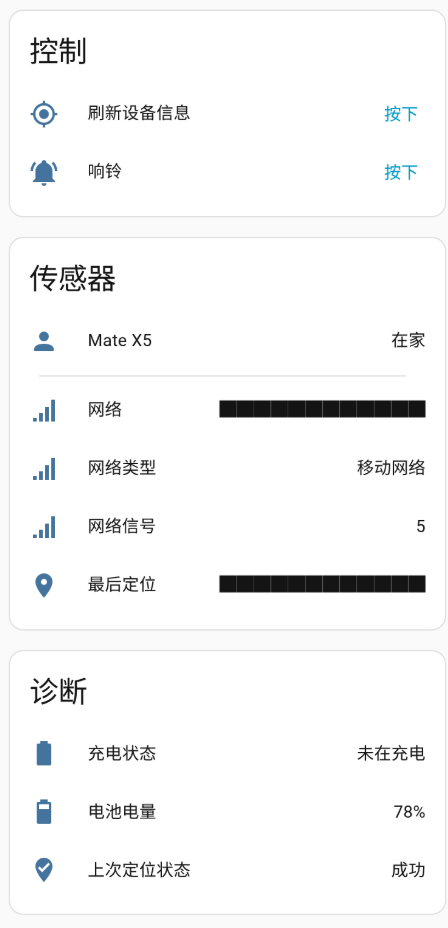 控制
刷新设备信息 按下
响铃 按下
传感器
Mate X5 在家
网络
网络类型 移动网络
网络信号 5
最后定位
诊断
充电状态 未在充电
电池电量 78%
上次定位状态 成功